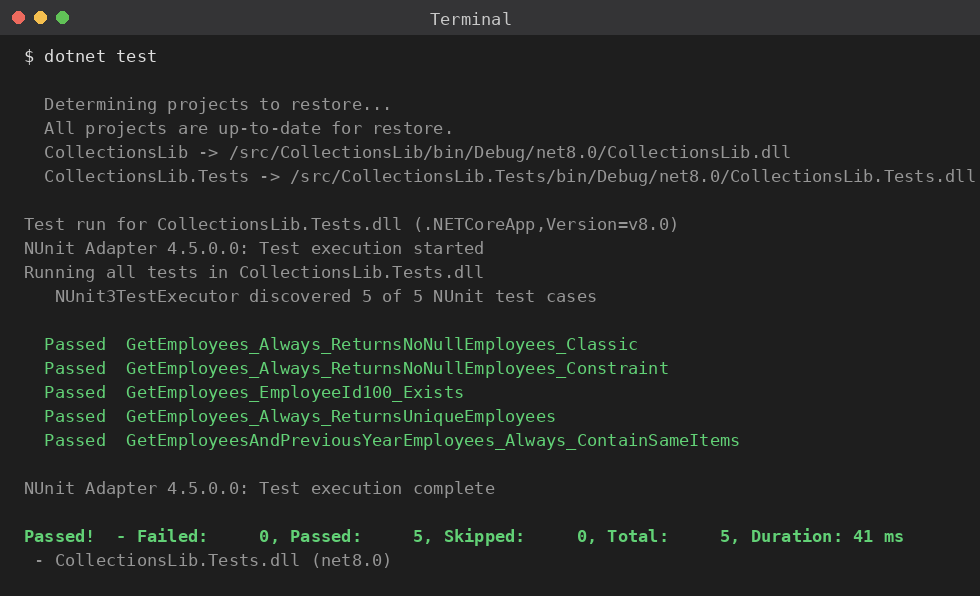 Terminal
$ dotnet test
Determining projects to restore...
All projects are up-to-date for restore.
CollectionsLib -> /src/CollectionsLib/bin/Debug/net8.0/CollectionsLib.dll
CollectionsLib.Tests -> /src/CollectionsLib.Tests/bin/Debug/net8.0/CollectionsLib.Tests.dll
Test run for CollectionsLib.Tests.dll (.NETCoreApp,Version=v8.0)
NUnit Adapter 4.5.0.0: Test execution started
Running all tests in CollectionsLib.Tests.dll
NUnit3TestExecutor discovered 5 of 5 NUnit test cases
Passed  GetEmployees_Always_ReturnsNoNullEmployees_Classic
Passed  GetEmployees_Always_ReturnsNoNullEmployees_Constraint
Passed  GetEmployees_EmployeeId100_Exists
Passed  GetEmployees_Always_ReturnsUniqueEmployees
Passed  GetEmployeesAndPreviousYearEmployees_Always_ContainSameItems
NUnit Adapter 4.5.0.0: Test execution complete
Passed!  - Failed:     0, Passed:     5, Skipped:     0, Total:     5, Duration: 41 ms
- CollectionsLib.Tests.dll (net8.0)